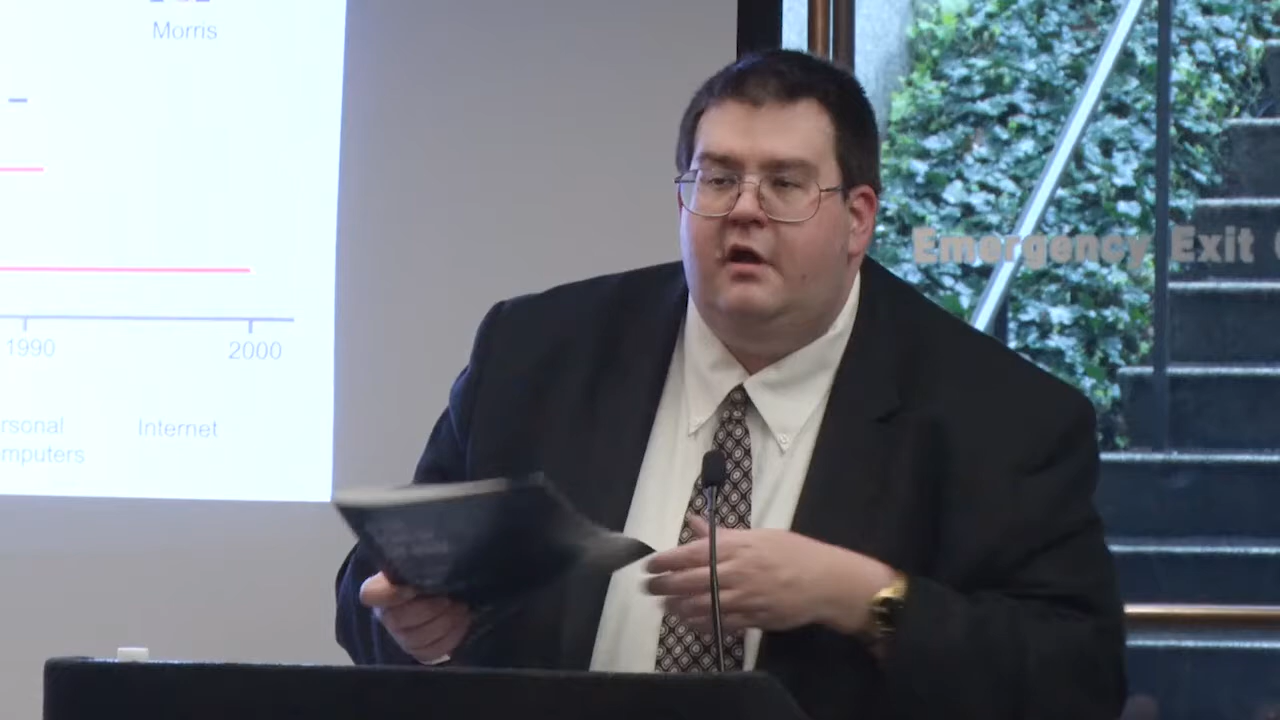 Morris
1990
2000
rsonal
mputers
Internet
Emergency Exit